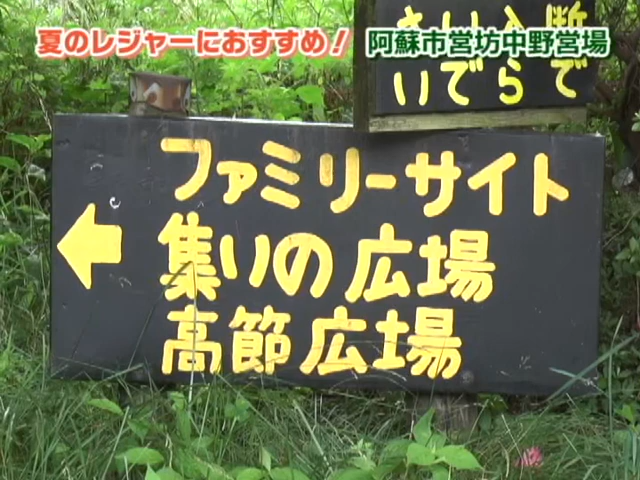 夏のレジャーにおすすめ! 阿蘇市営坊中野営場
いでらで
ファミリーサイト
集りの広場
高節広場